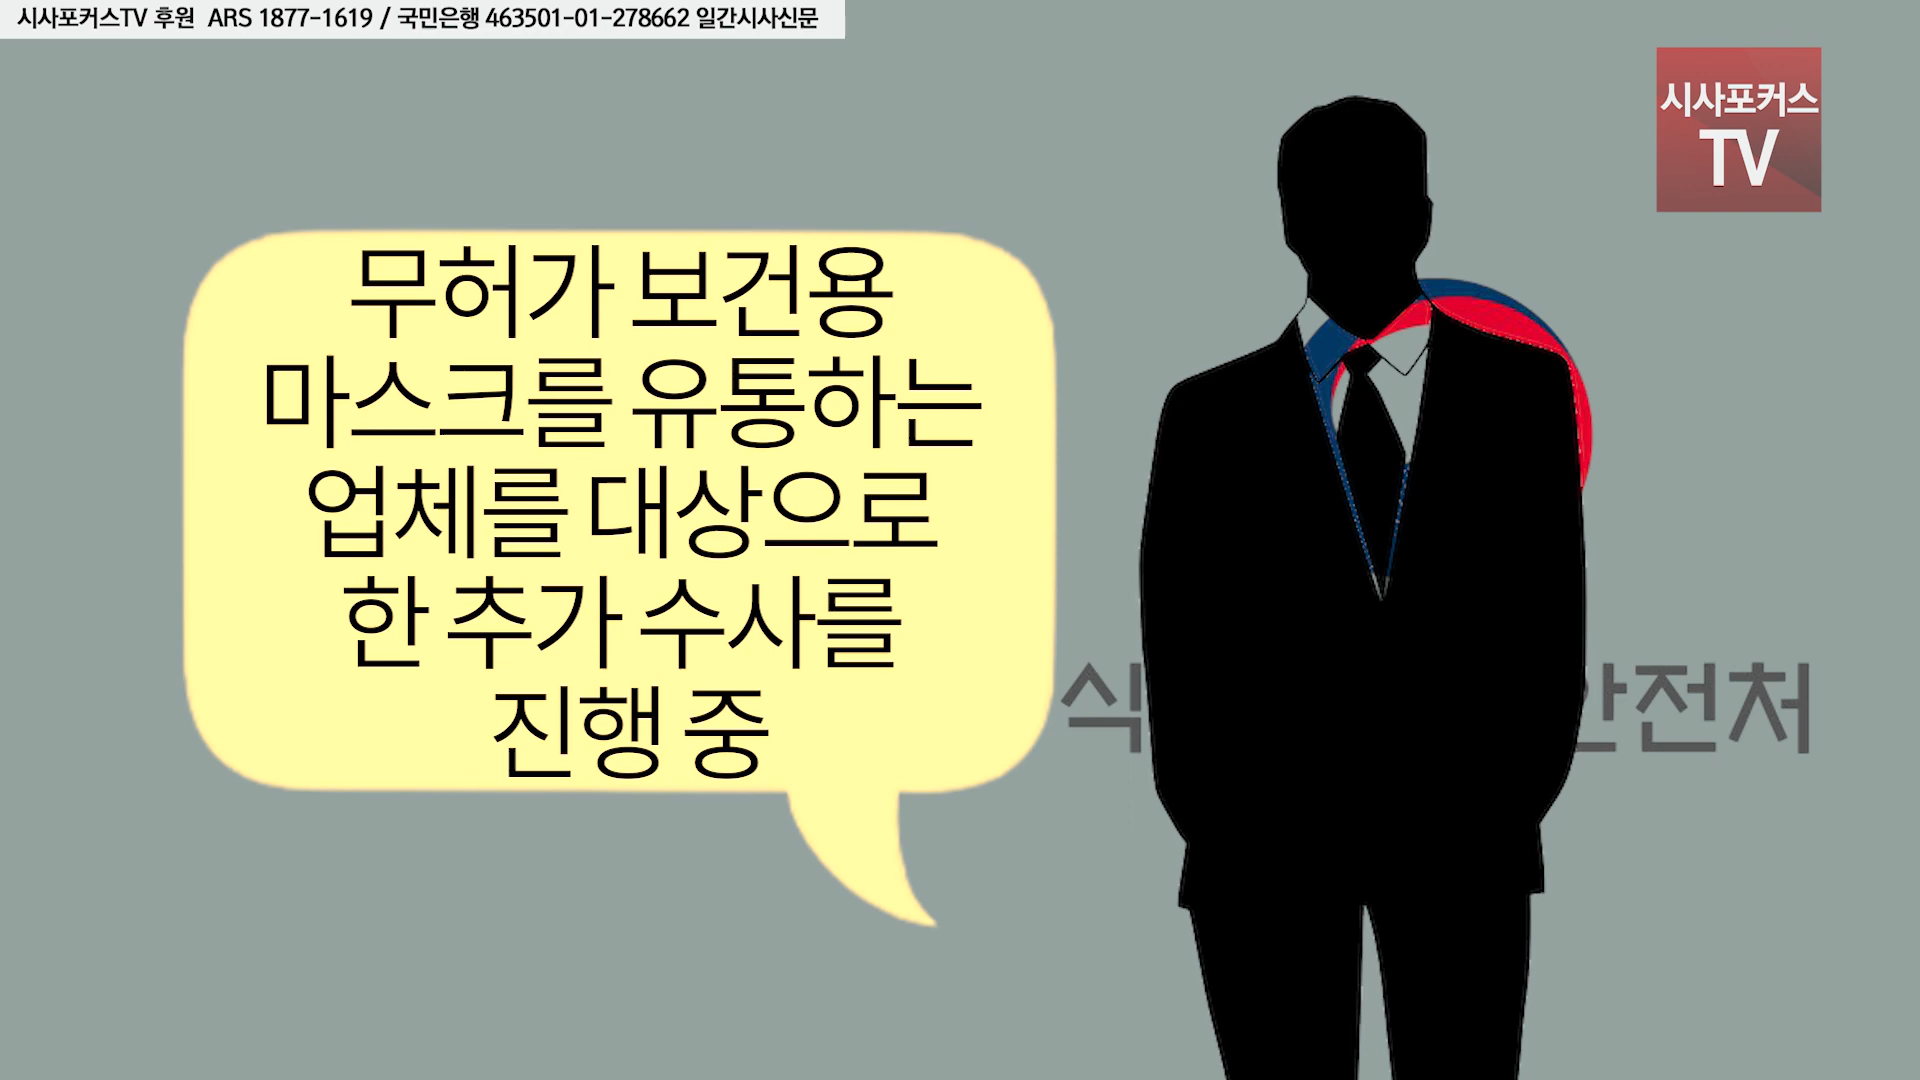 시사포커스TV 후원 ARS 1877-1619 / 국민은행 463501-01-278662 일간시사신문
시사포커스
TV
무허가 보건용
마스크를 유통하는
업체를 대상으로
한 추가 수사를
진행 중
식 안전처